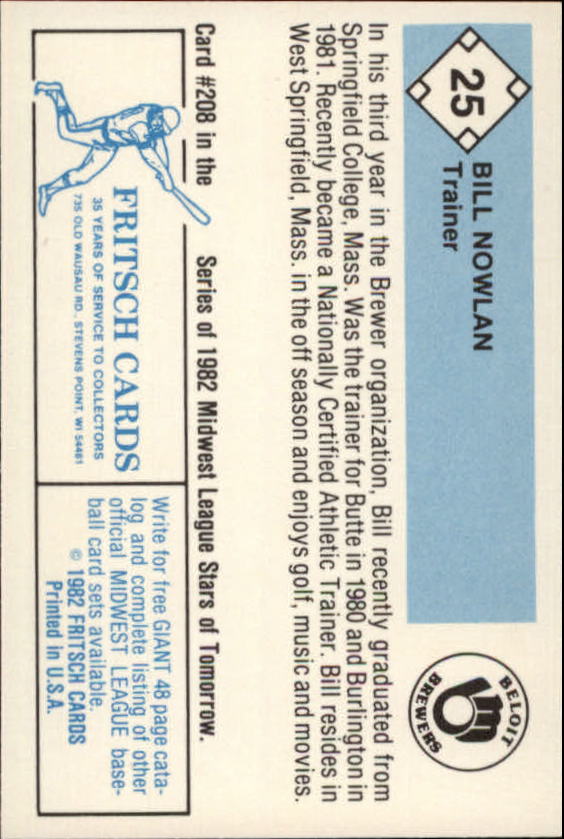 25
BILL NOWLAN
Trainer
BELOIT
BREWERS
In his third year in the Brewer organization, Bill recently graduated from
Springfield College, Mass. Was the trainer for Butte in 1980 and Burlington in
1981. Recently became a Nationally Certified Athletic Trainer. Bill resides in
West Springfield, Mass. in the off season and enjoys golf, music and movies.
Card #208 in the Series of 1982 Midwest League Stars of Tomorrow.
FRITSCH CARDS
35 YEARS OF SERVICE TO COLLECTORS
735 OLD WAUSAU RD., STEVENS POINT, WI 54481
Write for free GIANT 48 page cata-
log and complete listing of other
official MIDWEST LEAGUE base-
ball card sets available.
© 1982 FRITSCH CARDS
Printed in U.S.A.